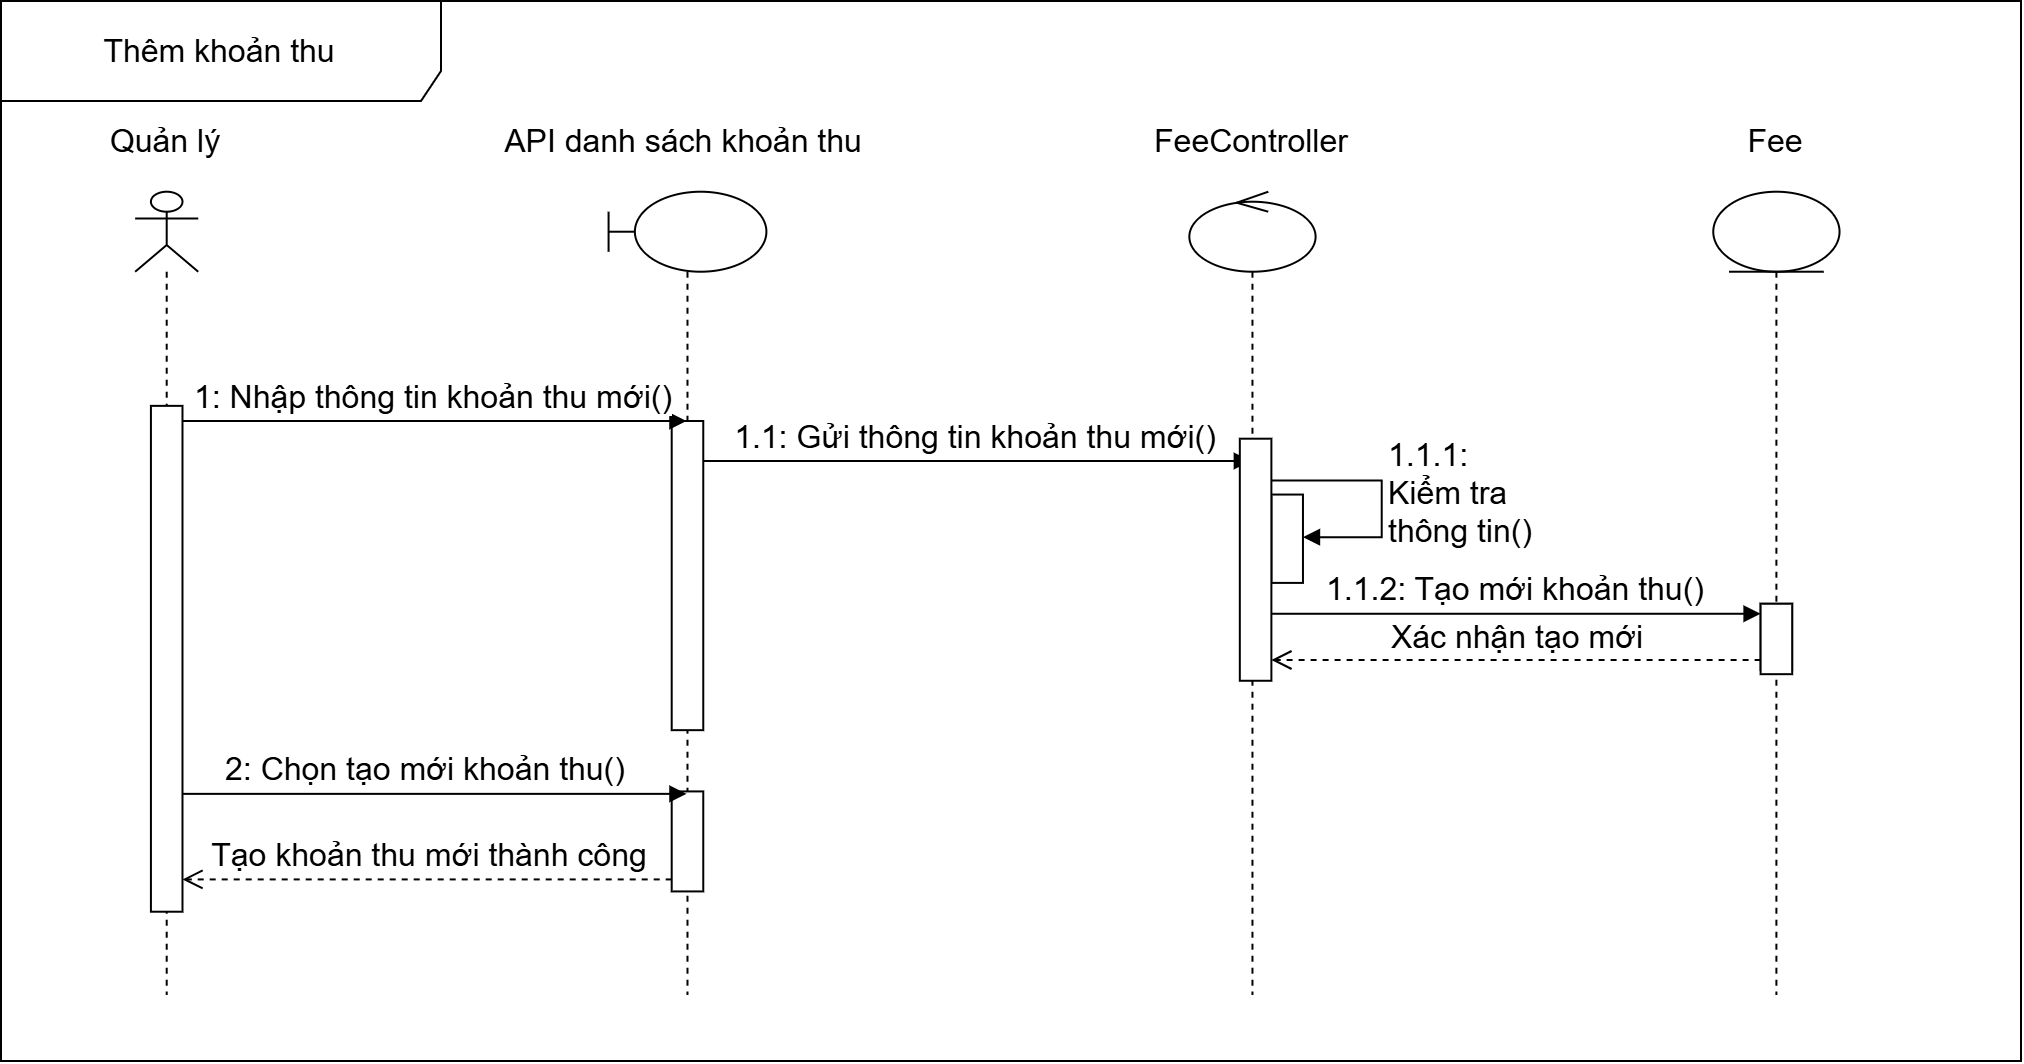 Thêm khoản thu
Quản lý
API danh sách khoản thu
FeeController
Fee
1: Nhập thông tin khoản thu mới()
1.1: Gửi thông tin khoản thu mới()
1.1.1:
Kiểm tra
thông tin()
1.1.2: Tạo mới khoản thu()
Xác nhận tạo mới
2: Chọn tạo mới khoản thu()
Tạo khoản thu mới thành công